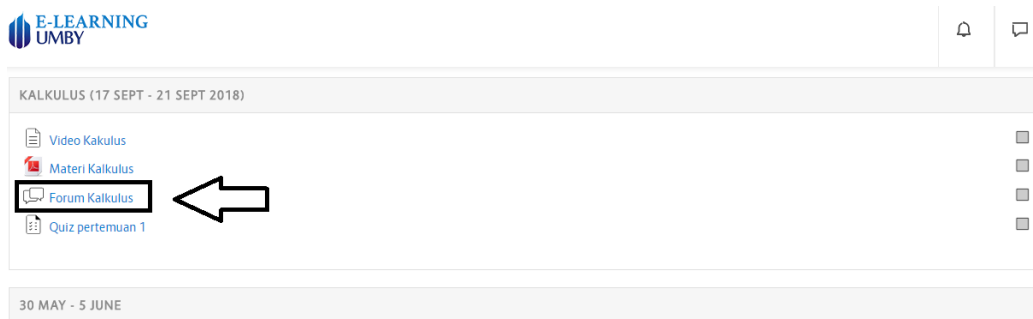 E-LEARNING
UMBY
KALKULUS (17 SEPT - 21 SEPT 2018)
Video Kakulus
Materi Kalkulus
Forum Kalkulus
Quiz pertemuan 1
30 MAY - 5 JUNE